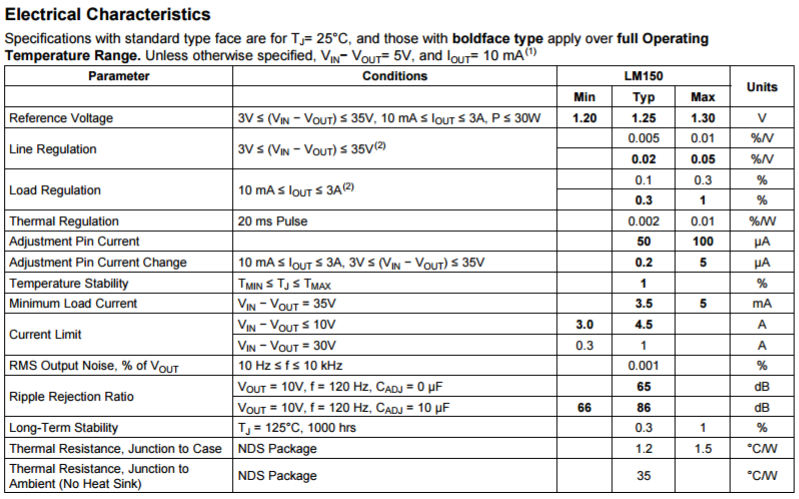 Electrical Characteristics
Specifications with standard type face are for TJ= 25°C, and those with boldface type apply over full Operating
Temperature Range. Unless otherwise specified, VIN− VOUT= 5V, and IOUT= 10 mA(1)
Parameter Conditions LM150 Units
Min Typ Max
Reference Voltage 3V ≤ (VIN − VOUT) ≤ 35V, 10 mA ≤ IOUT ≤ 3A, P ≤ 30W 1.20 1.25 1.30 V
Line Regulation 3V ≤ (VIN − VOUT) ≤ 35V(2) 0.005 0.01 %/V
0.02 0.05 %/V
Load Regulation 10 mA ≤ IOUT ≤ 3A(2) 0.1 0.3 %
0.3 1 %
Thermal Regulation 20 ms Pulse 0.002 0.01 %/W
Adjustment Pin Current 50 100 µA
Adjustment Pin Current Change 10 mA ≤ IOUT ≤ 3A, 3V ≤ (VIN − VOUT) ≤ 35V 0.2 5 µA
Temperature Stability TMIN ≤ TJ ≤ TMAX 1 %
Minimum Load Current VIN − VOUT = 35V 3.5 5 mA
Current Limit VIN − VOUT ≤ 10V 3.0 4.5 A
VIN − VOUT = 30V 0.3 1 A
RMS Output Noise, % of VOUT 10 Hz ≤ f ≤ 10 kHz 0.001 %
Ripple Rejection Ratio VOUT = 10V, f = 120 Hz, CADJ = 0 µF 65 dB
VOUT = 10V, f = 120 Hz, CADJ = 10 µF 66 86 dB
Long-Term Stability TJ = 125°C, 1000 hrs 0.3 1 %
Thermal Resistance, Junction to Case NDS Package 1.2 1.5 °C/W
Thermal Resistance, Junction to
Ambient (No Heat Sink) NDS Package 35 °C/W